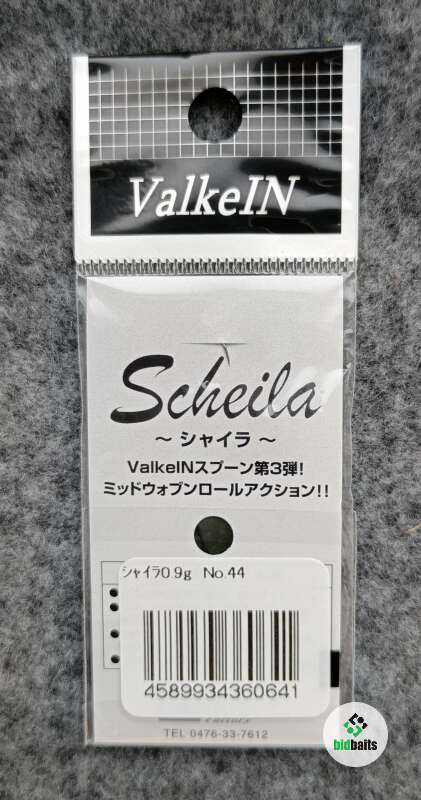 ValkeIN
Scheila
～ シャイラ ～
ValkeINスプーン第3弾!
ミッドウォブンロールアクション!!
シャイラ0.9g No.44
4589934360641
TEL 0476-33-7612
bidbaits